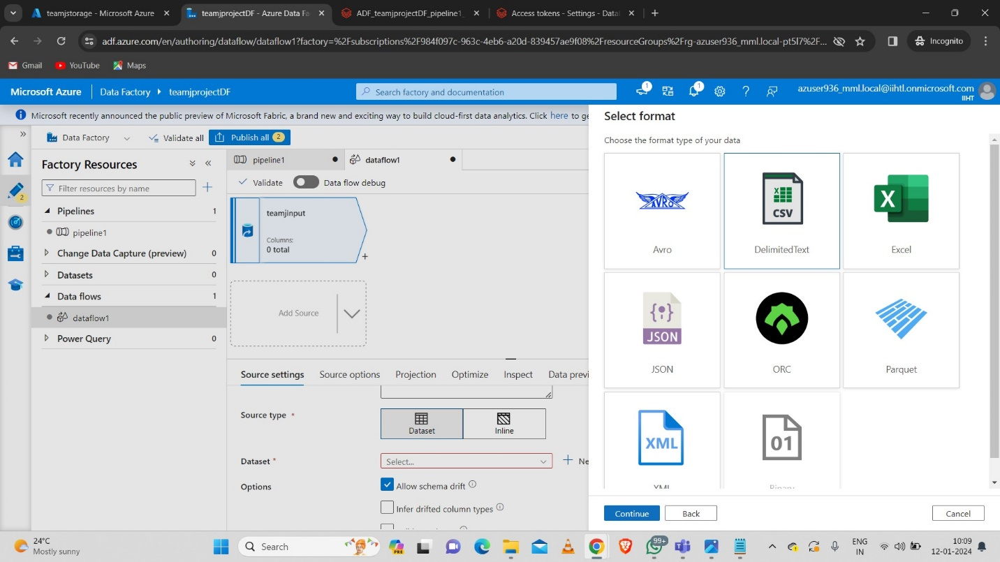 teamjstorage - Microsoft Azure
teamjprojectDF - Azure Data Fa
ADF_teamjprojectDF_pipeline1_
Access tokens - Settings - Data
adf.azure.com/en/authoring/dataflow/dataflow1?factory=%2Fsubscriptions%2F984f097c-963c-4eb6-a20d-839457ae9f08%2FresourceGroups%2Frg-azuser936_mml.local-pt5l7%2F...
Incognito
Gmail
YouTube
Maps
Microsoft Azure
Data Factory
teamjprojectDF
Search factory and documentation
1
1
azuser936_mml.local@iihtl.onmicrosoft.com
IIHT
Microsoft recently announced the public preview of Microsoft Fabric, a brand new and exciting way to build cloud-first data analytics. Click here to ge
Data Factory
Validate all
Publish all 2
Factory Resources
Filter resources by name
2
Pipelines 1
pipeline1
Change Data Capture (preview) 0
Datasets 0
Data flows 1
dataflow1
Power Query 0
pipeline1
dataflow1
Validate
Data flow debug
teamjinput
Columns:
0 total
Add Source
Source settings
Source options
Projection
Optimize
Inspect
Data previ
Source type *
Dataset
Inline
Dataset *
Select...
Ne
Options
Allow schema drift
Infer drifted column types
Select format
Choose the format type of your data
AVRO
Avro
CSV
DelimitedText
X
Excel
JSON
JSON
ORC
Parquet
XML
XML
01
Binary
Continue
Back
Cancel
24°C
Mostly sunny
Search
PRE
99+
ENG
IN
10:09
12-01-2024